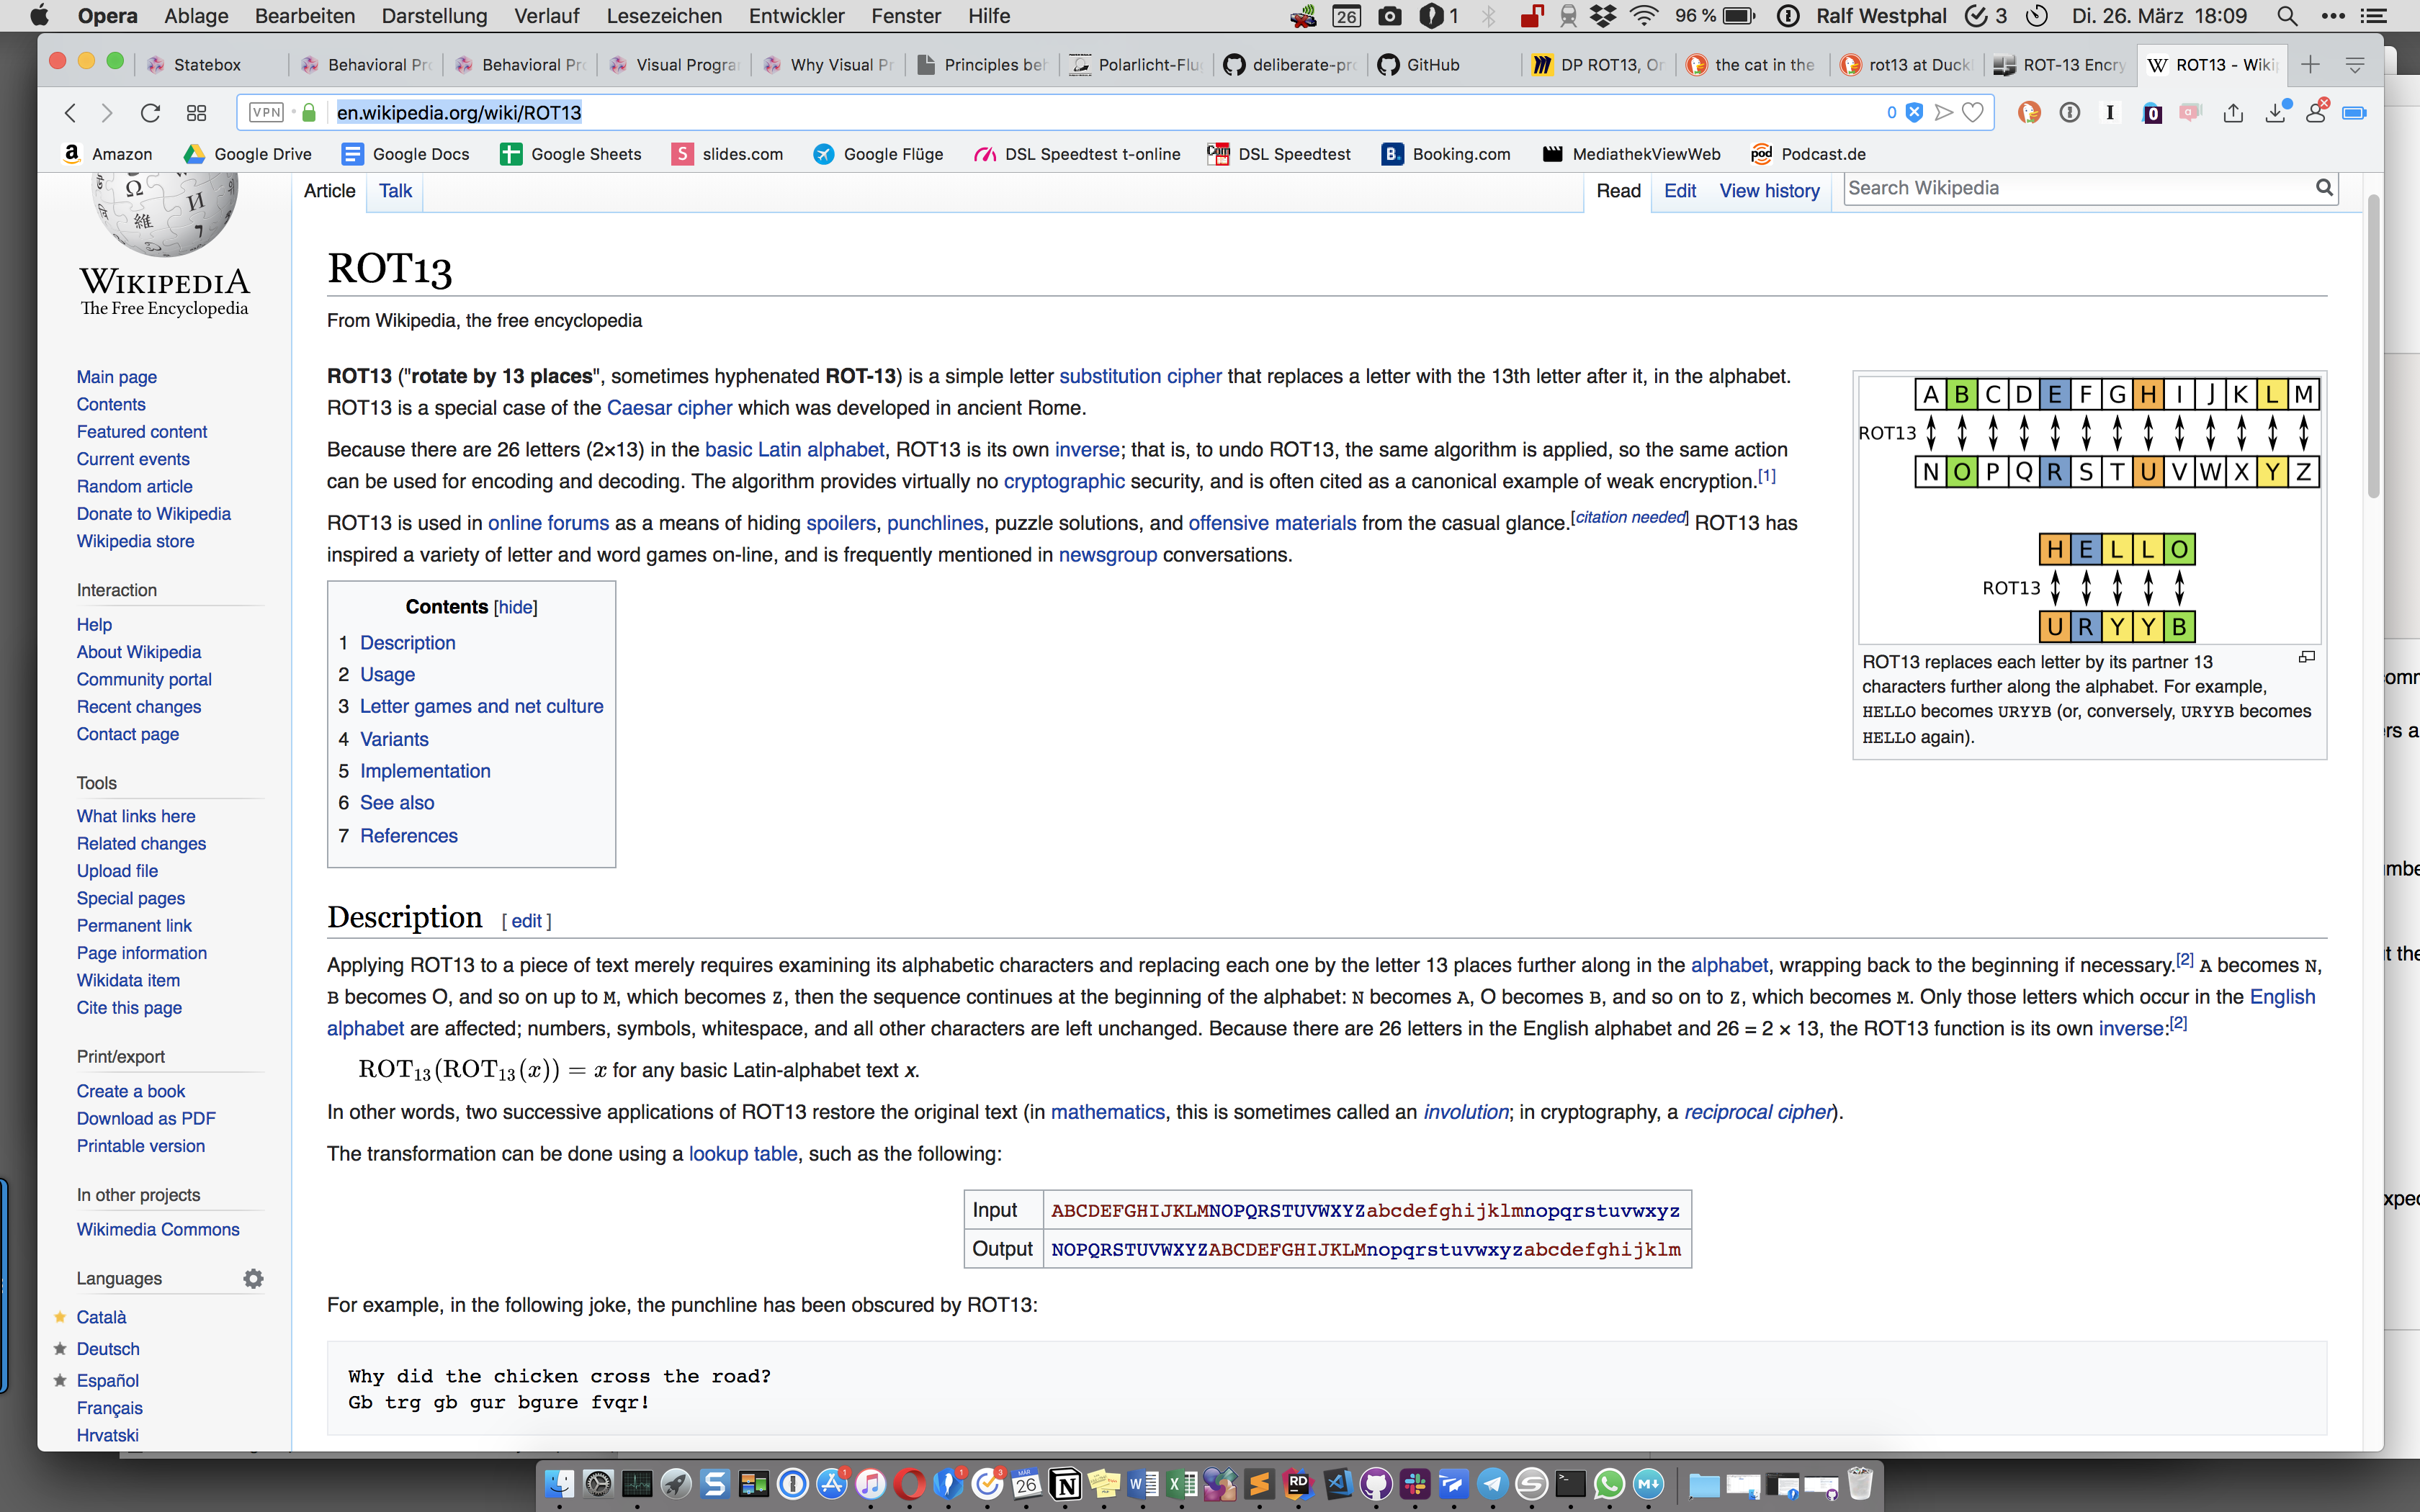 Opera Ablage Bearbeiten Darstellung Verlauf Lesezeichen Entwickler Fenster Hilfe 26 1 96 % Ralf Westphal 3 Di. 26. März 18:09
Statebox Behavioral Pr Behavioral Pr Visual Progra Why Visual P Principles beh Polarlicht-Flu deliberate-pr GitHub DP ROT13, O the cat in the rot13 at Duck ROT-13 Encry W ROT13 - Wiki
VPN en.wikipedia.org/wiki/ROT13 0
Amazon Google Drive Google Docs Google Sheets S slides.com Google Flüge DSL Speedtest t-online DSL Speedtest B. Booking.com MediathekViewWeb pod Podcast.de
Article Talk Read Edit View history Search Wikipedia
WIKIPEDIA
The Free Encyclopedia
Main page
Contents
Featured content
Current events
Random article
Donate to Wikipedia
Wikipedia store
Interaction
Help
About Wikipedia
Community portal
Recent changes
Contact page
Tools
What links here
Related changes
Upload file
Special pages
Permanent link
Page information
Wikidata item
Cite this page
Print/export
Create a book
Download as PDF
Printable version
In other projects
Wikimedia Commons
Languages
Català
Deutsch
Español
Français
Hrvatski
ROT13
From Wikipedia, the free encyclopedia
ROT13 ("rotate by 13 places", sometimes hyphenated ROT-13) is a simple letter substitution cipher that replaces a letter with the 13th letter after it, in the alphabet.
ROT13 is a special case of the Caesar cipher which was developed in ancient Rome.
Because there are 26 letters (2×13) in the basic Latin alphabet, ROT13 is its own inverse; that is, to undo ROT13, the same algorithm is applied, so the same action
can be used for encoding and decoding. The algorithm provides virtually no cryptographic security, and is often cited as a canonical example of weak encryption.[1]
ROT13 is used in online forums as a means of hiding spoilers, punchlines, puzzle solutions, and offensive materials from the casual glance.[citation needed] ROT13 has
inspired a variety of letter and word games on-line, and is frequently mentioned in newsgroup conversations.
A B C D E F G H I J K L M
ROT13
N O P Q R S T U V W X Y Z
H E L L O
ROT13
U R Y Y B
ROT13 replaces each letter by its partner 13
characters further along the alphabet. For example,
HELLO becomes URYYB (or, conversely, URYYB becomes
HELLO again).
Contents [hide]
1 Description
2 Usage
3 Letter games and net culture
4 Variants
5 Implementation
6 See also
7 References
Description [ edit ]
Applying ROT13 to a piece of text merely requires examining its alphabetic characters and replacing each one by the letter 13 places further along in the alphabet, wrapping back to the beginning if necessary.[2] A becomes N,
B becomes O, and so on up to M, which becomes Z, then the sequence continues at the beginning of the alphabet: N becomes A, O becomes B, and so on to Z, which becomes M. Only those letters which occur in the English
alphabet are affected; numbers, symbols, whitespace, and all other characters are left unchanged. Because there are 26 letters in the English alphabet and 26 = 2 × 13, the ROT13 function is its own inverse:[2]
ROT₁₃(ROT₁₃(x)) = x for any basic Latin-alphabet text x.
In other words, two successive applications of ROT13 restore the original text (in mathematics, this is sometimes called an involution; in cryptography, a reciprocal cipher).
The transformation can be done using a lookup table, such as the following:
Input ABCDEFGHIJKLMNOPQRSTUVWXYZabcdefghijklmnopqrstuvwxyz
Output NOPQRSTUVWXYZABCDEFGHIJKLMnopqrstuvwxyzabcdefghijklm
For example, in the following joke, the punchline has been obscured by ROT13:
Why did the chicken cross the road?
Gb trg gb gur bgure fvqr!